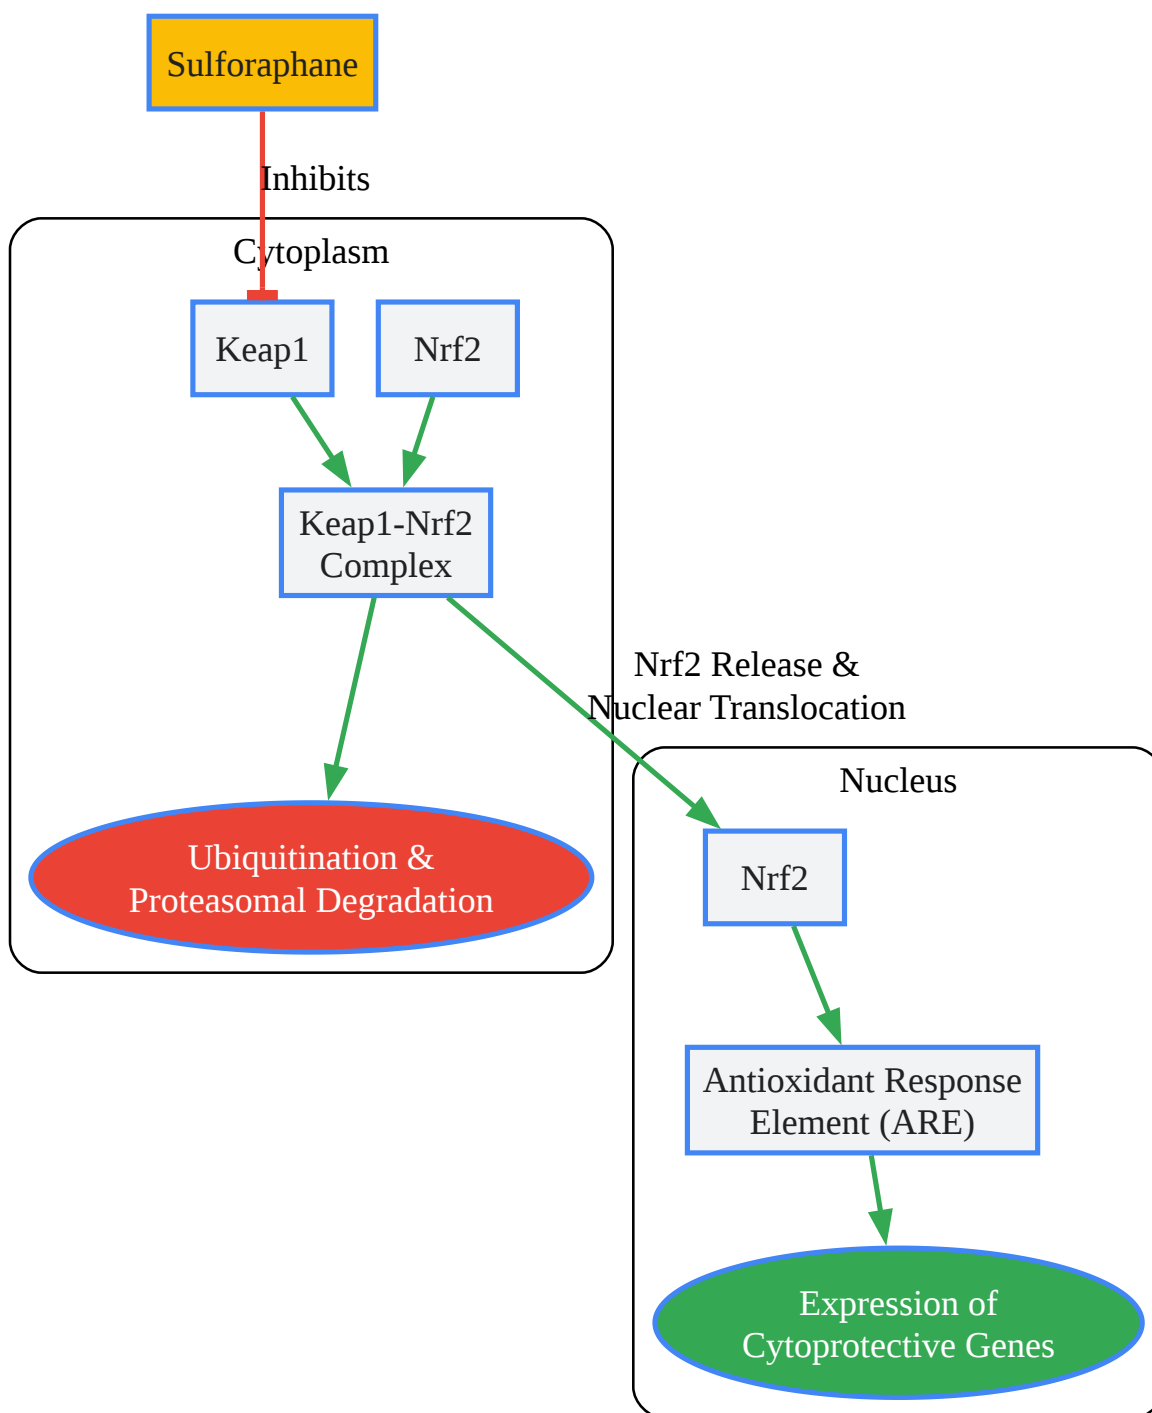 Sulforaphane
Inhibits
Cytoplasm
Keap1
Nrf2
Keap1-Nrf2
Complex
Nrf2 Release &
Nuclear Translocation
Nucleus
Ubiquitination &
Proteasomal Degradation
Nrf2
Antioxidant Response
Element (ARE)
Expression of
Cytoprotective Genes